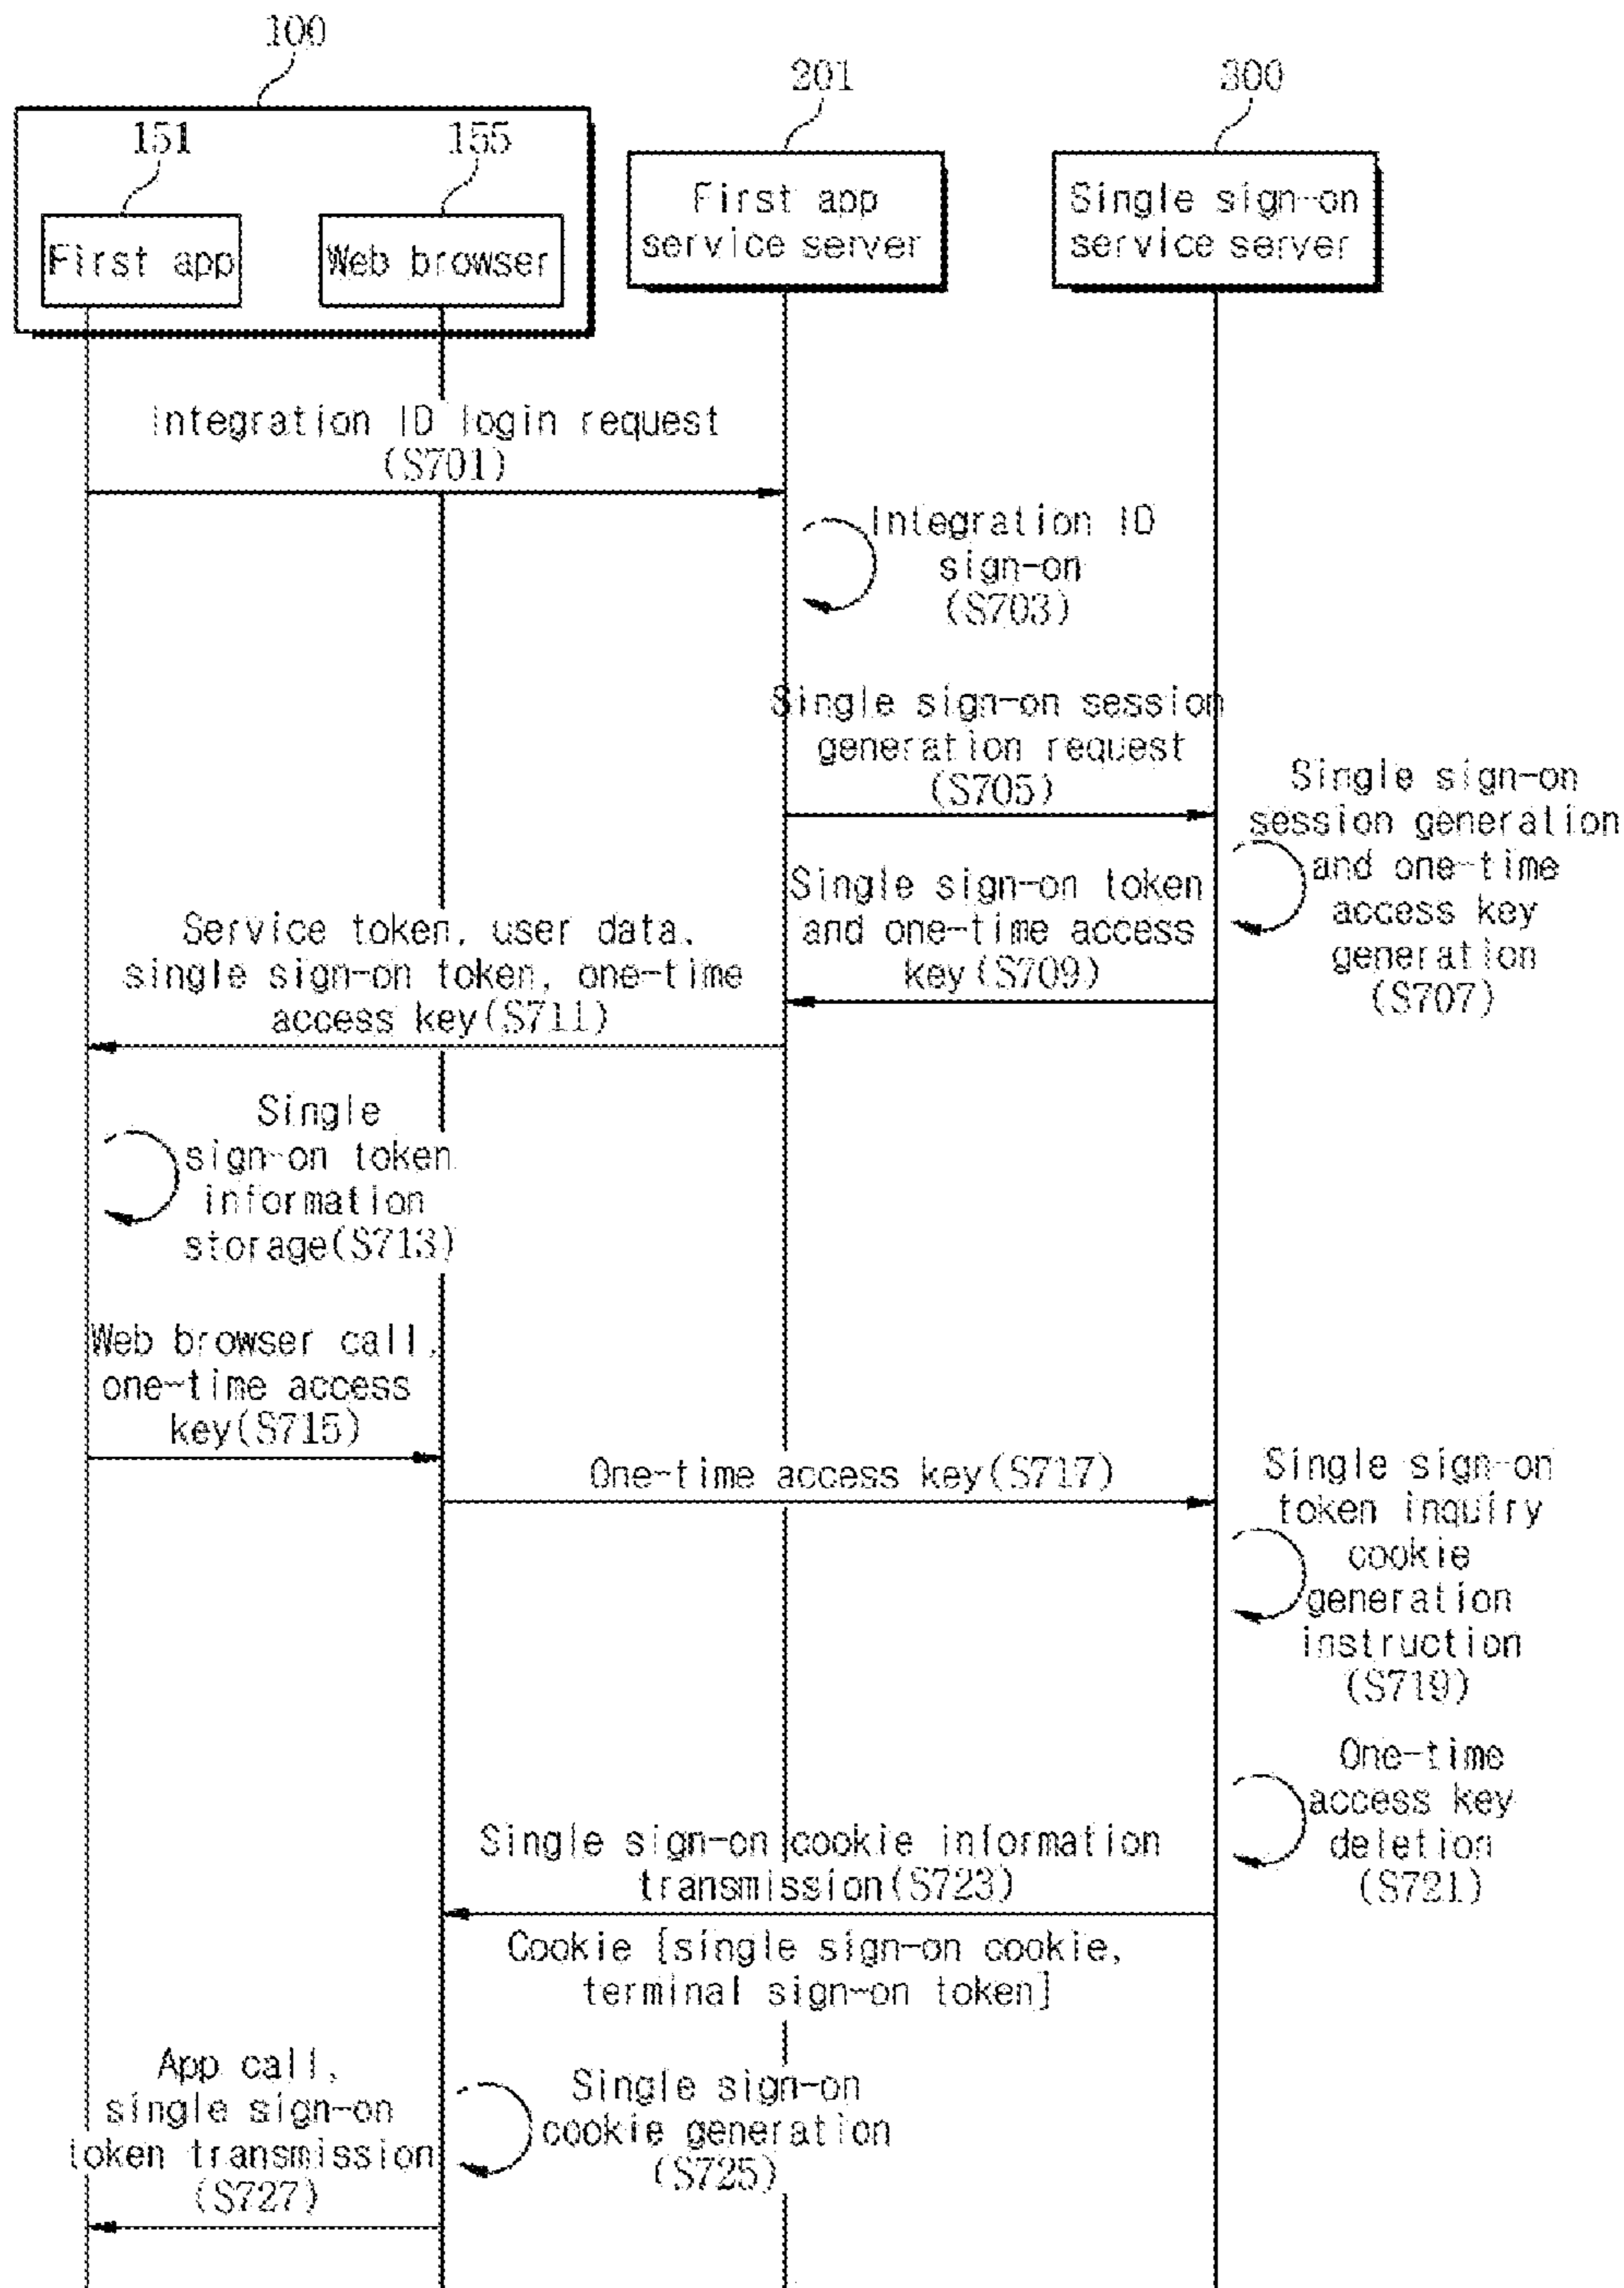 100
201
300
151
155
First app
Web browser
First app
service server
Single sign-on
service server
Integration ID login request
(S701)
Integration ID
sign-on
(S703)
Single sign-on session
generation request
(S705)
Single sign-on
session generation
and one-time
access key
generation
(S707)
Single sign-on token
and one-time access
key(S709)
Service token, user data,
single sign-on token, one-time
access key(S711)
Single
sign-on token
information
storage(S713)
Web browser call,
one-time access
key(S715)
One-time access key(S717)
Single sign-on
token inquiry
cookie
generation
instruction
(S719)
One-time
access key
deletion
(S721)
Single sign-on cookie information
transmission(S723)
Cookie [single sign-on cookie,
terminal sign-on token]
App call,
single sign-on
token transmission
(S727)
Single sign-on
cookie generation
(S725)